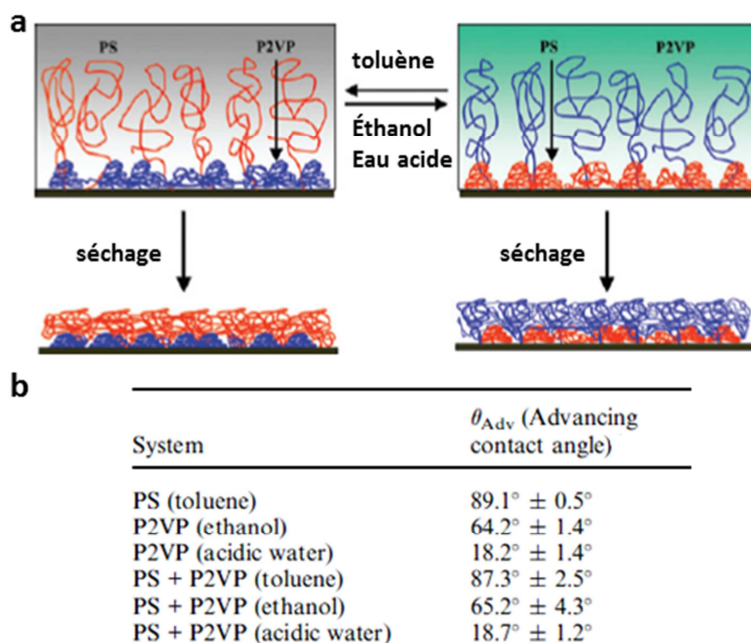 a
PS P2VP
toluène
Éthanol
Eau acide
PS P2VP
séchage
séchage
b
System θAdv (Advancing contact angle)
PS (toluene) 89.1° ± 0.5°
P2VP (ethanol) 64.2° ± 1.4°
P2VP (acidic water) 18.2° ± 1.4°
PS + P2VP (toluene) 87.3° ± 2.5°
PS + P2VP (ethanol) 65.2° ± 4.3°
PS + P2VP (acidic water) 18.7° ± 1.2°